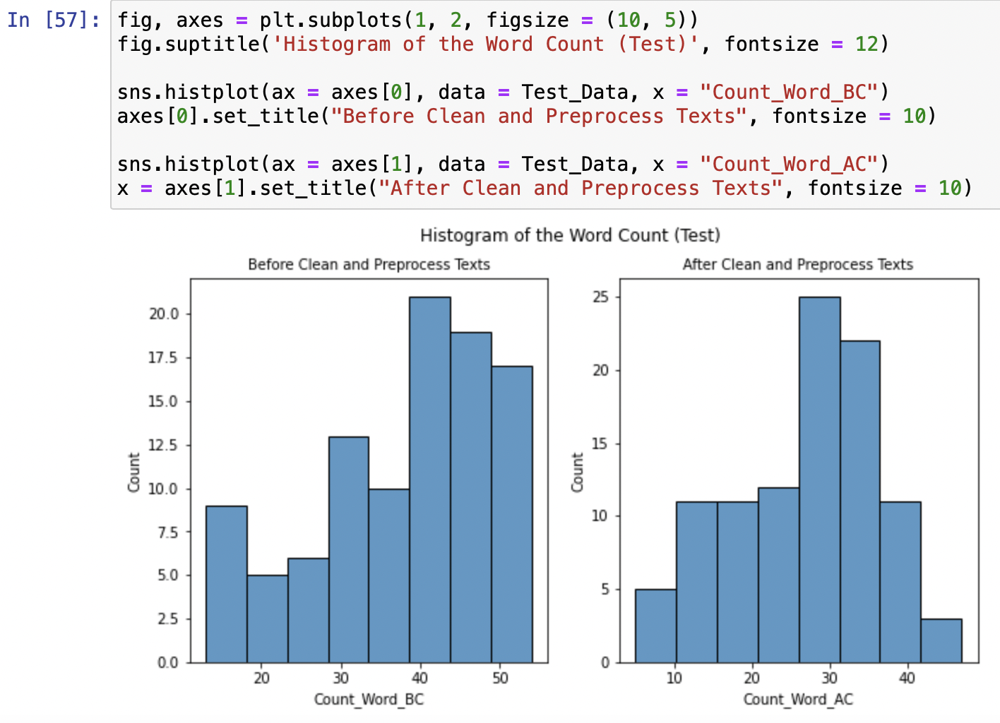 In [57]: fig, axes = plt.subplots(1, 2, figsize = (10, 5))
fig.suptitle('Histogram of the Word Count (Test)', fontsize = 12)
sns.histplot(ax = axes[0], data = Test_Data, x = "Count_Word_BC")
axes[0].set_title("Before Clean and Preprocess Texts", fontsize = 10)
sns.histplot(ax = axes[1], data = Test_Data, x = "Count_Word_AC")
x = axes[1].set_title("After Clean and Preprocess Texts", fontsize = 10)
Histogram of the Word Count (Test)
Before Clean and Preprocess Texts
20.0
17.5
15.0
12.5
10.0
7.5
5.0
2.5
0.0
Count
20 30 40 50
Count_Word_BC
After Clean and Preprocess Texts
25
20
15
10
5
0
Count
10 20 30 40
Count_Word_AC